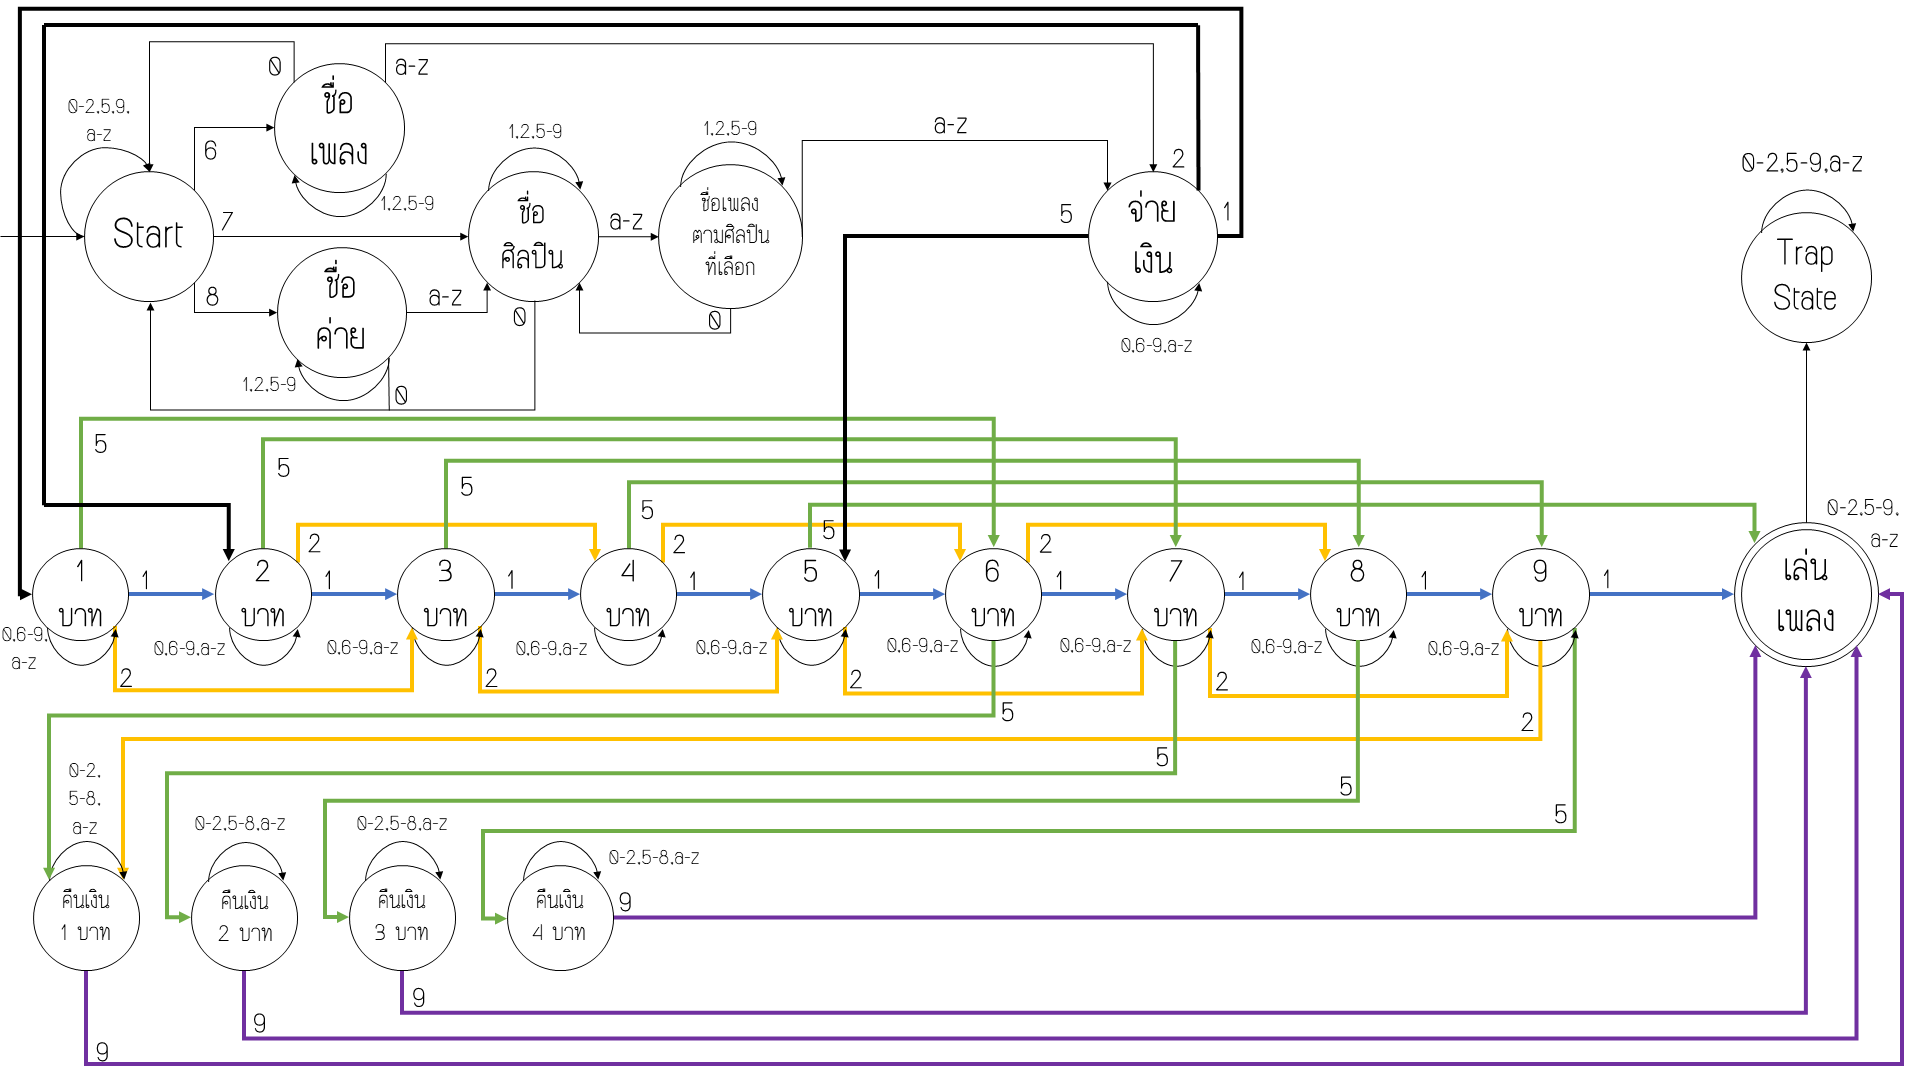 0
a-z
ชื่อ
เพลง
0-2,5,9,
a-z
6
1,2,5-9
1,2,5-9
1,2,5-9
a-z
2
0-2,5-9,a-z
Start
7
ชื่อ
ศิลปิน
a-z
ชื่อเพลง
ตามศิลปิน
ที่เลือก
5
จ่าย
เงิน
1
Trap
State
8
ชื่อ
ค่าย
a-z
0
0
0,6-9,a-z
1,2,5-9
0
5
5
5
5
5
0-2,5-9,
a-z
2
2
2
1
บาท
1
2
บาท
1
3
บาท
1
4
บาท
1
5
บาท
1
6
บาท
1
7
บาท
1
8
บาท
1
9
บาท
1
เล่น
เพลง
0,6-9,
a-z
0,6-9,a-z
0,6-9,a-z
0,6-9,a-z
0,6-9,a-z
0,6-9,a-z
0,6-9,a-z
0,6-9,a-z
0,6-9,a-z
2
2
2
2
5
2
5
5
5
0-2,
5-8,
a-z
0-2,5-8,a-z
0-2,5-8,a-z
0-2,5-8,a-z
คืนเงิน
1 บาท
คืนเงิน
2 บาท
คืนเงิน
3 บาท
คืนเงิน
4 บาท
9
9
9
9